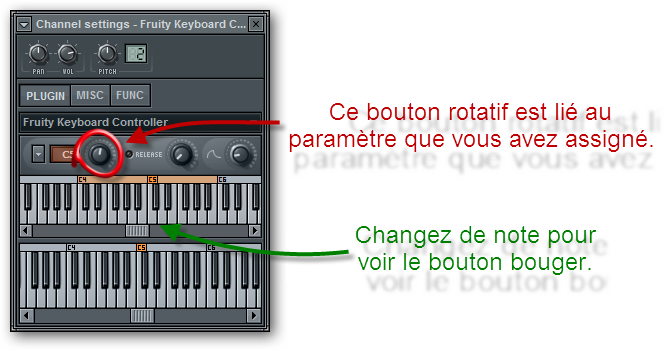 Channel settings - Fruity Keyboard C...
PAN VOL PITCH 2
PLUGIN MISC FUNC
Fruity Keyboard Controller
C5 RELEASE
C4 C5 C6
C4 C5 C6
Ce bouton rotatif est lié au
paramètre que vous avez assigné.
Changez de note pour
voir le bouton bouger.